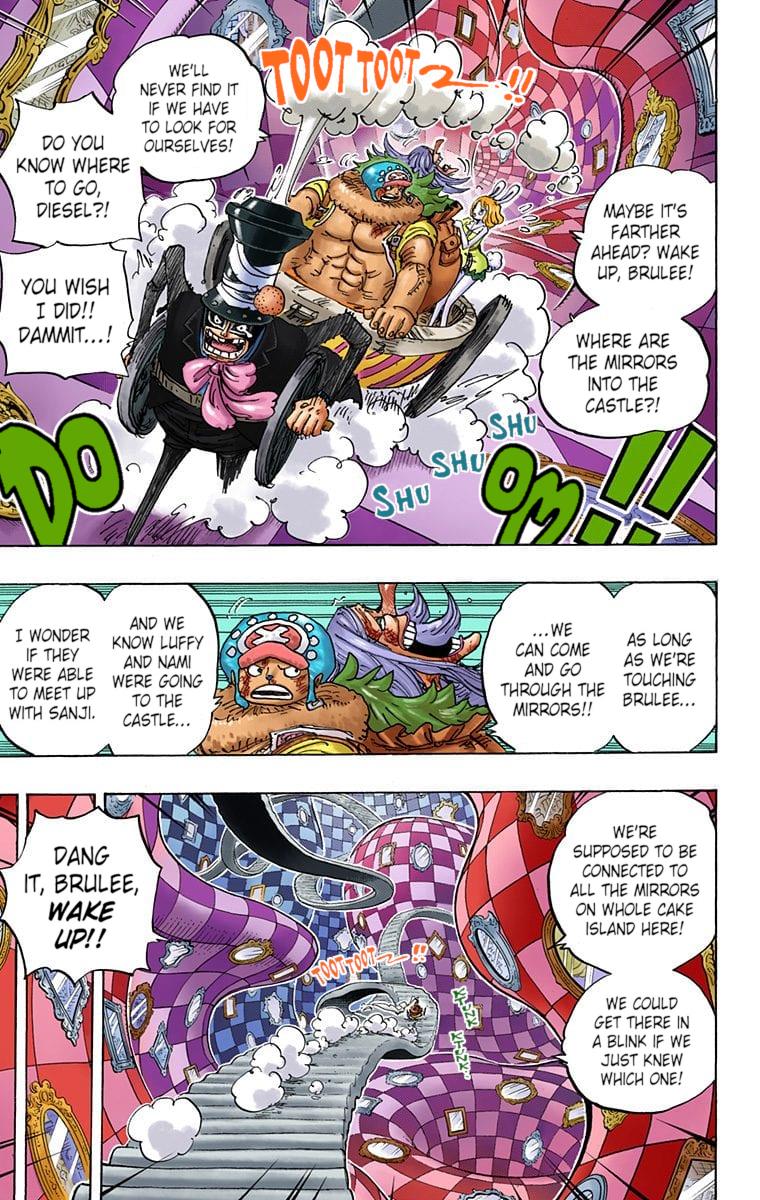 TOOT TOOT~!!
MAYBE IT'S
FARTHER
AHEAD? WAKE
UP, BRULEE!
WHERE ARE
THE MIRRORS
INTO THE
CASTLE?!
WE'LL
NEVER FIND IT
IF WE HAVE
TO LOOK FOR
OURSELVES!
DO YOU
KNOW WHERE
TO GO,
DIESEL?!
YOU WISH
I DID!!
DAMMIT...!
SHU
SHU
SHU
DO
OM!!
AS LONG
AS WE'RE
TOUCHING
BRULEE...
...WE
CAN COME
AND GO
THROUGH THE
MIRRORS!!
AND WE
KNOW LUFFY
AND NAMI
WERE GOING
TO THE
CASTLE...
I WONDER
IF THEY
WERE ABLE
TO MEET UP
WITH SANJI.
WE'RE
SUPPOSED TO BE
CONNECTED TO
ALL THE MIRRORS
ON WHOLE CAKE
ISLAND HERE!
WE COULD
GET THERE IN
A BLINK IF WE
JUST KNEW
WHICH ONE!
TOOT TOOT~!!
DANG
IT, BRULEE,
WAKE
UP!!